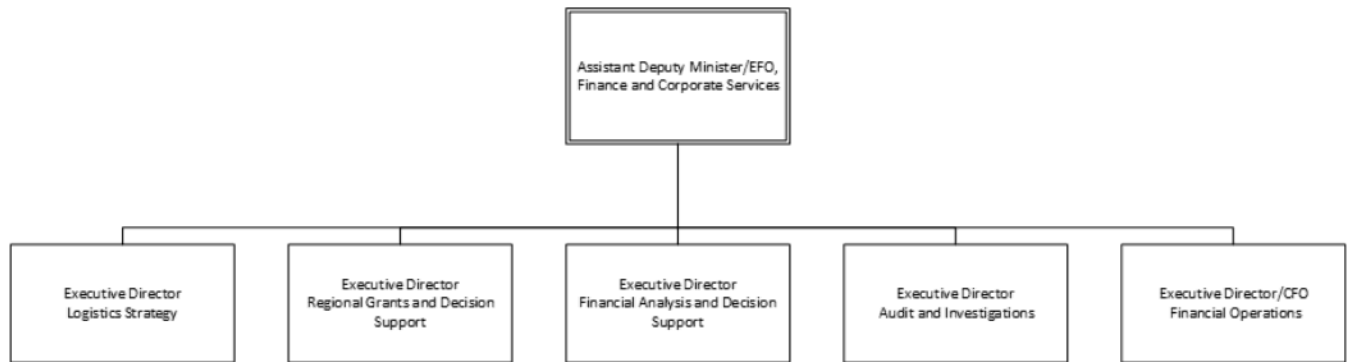 Assistant Deputy Minister/EFO,
Finance and Corporate Services
Executive Director
Logistics Strategy
Executive Director
Regional Grants and Decision
Support
Executive Director
Financial Analysis and Decision
Support
Executive Director
Audit and Investigations
Executive Director/CFO
Financial Operations